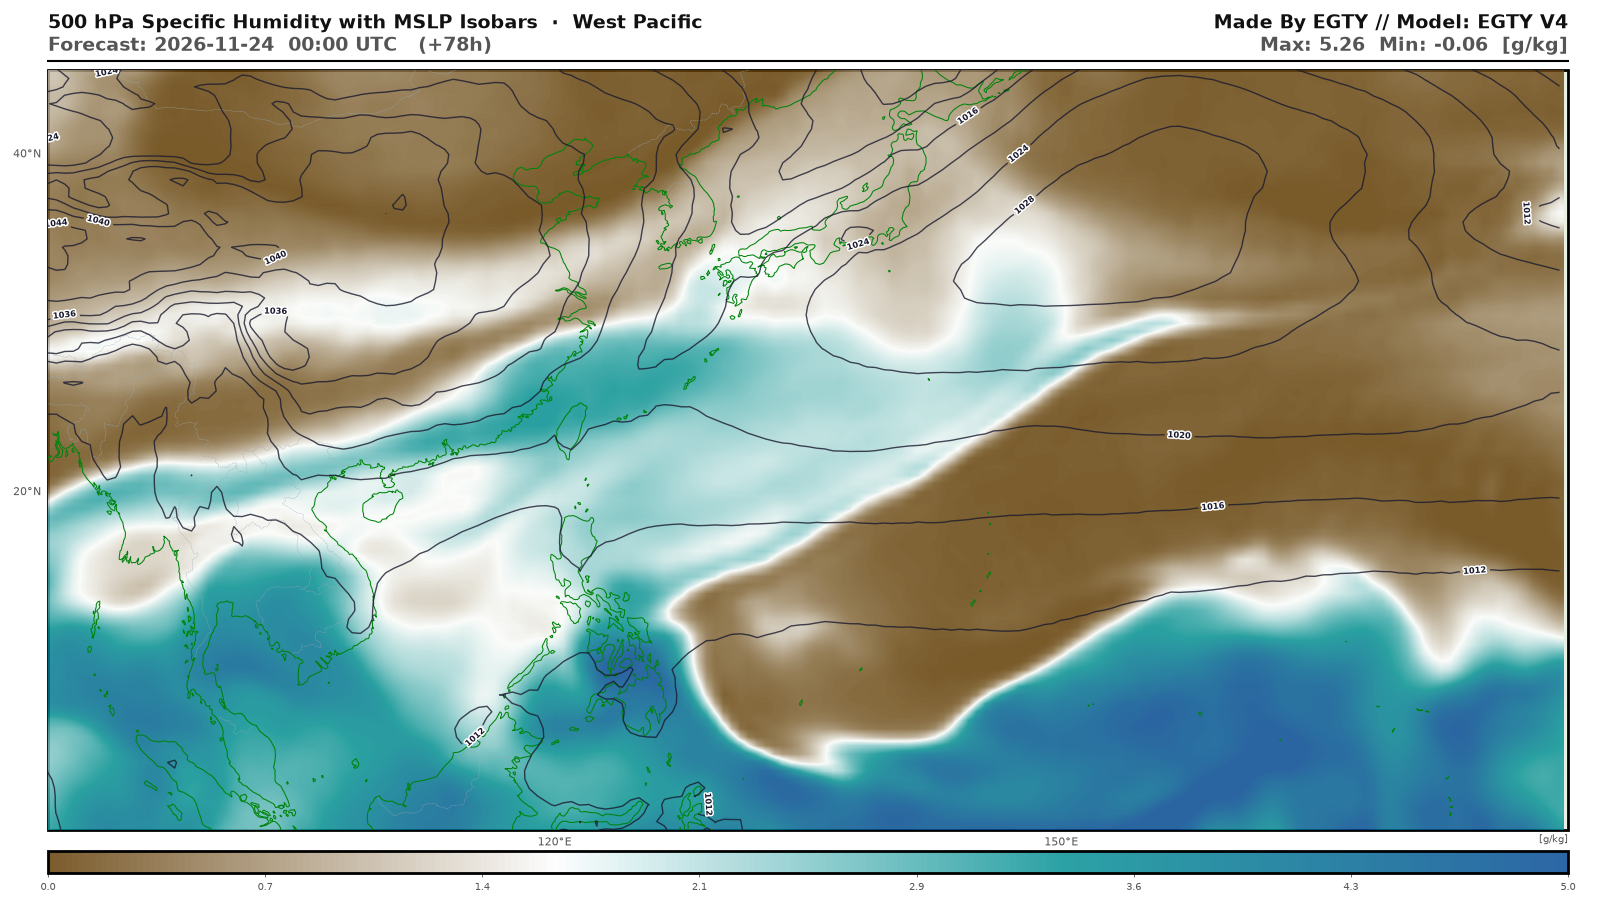 500 hPa Specific Humidity with MSLP Isobars · West Pacific
Made By EGTY // Model: EGTY V4
Forecast: 2026-11-24 00:00 UTC (+78h)
Max: 5.26 Min: -0.06 [g/kg]
1024
1016
24
40°N
1024
1028
1012
1044
1040
1024
1040
1036
1036
1020
20°N
1016
1012
1012
1012
120°E
150°E
[g/kg]
0.0
0.7
1.4
2.1
2.9
3.6
4.3
5.0